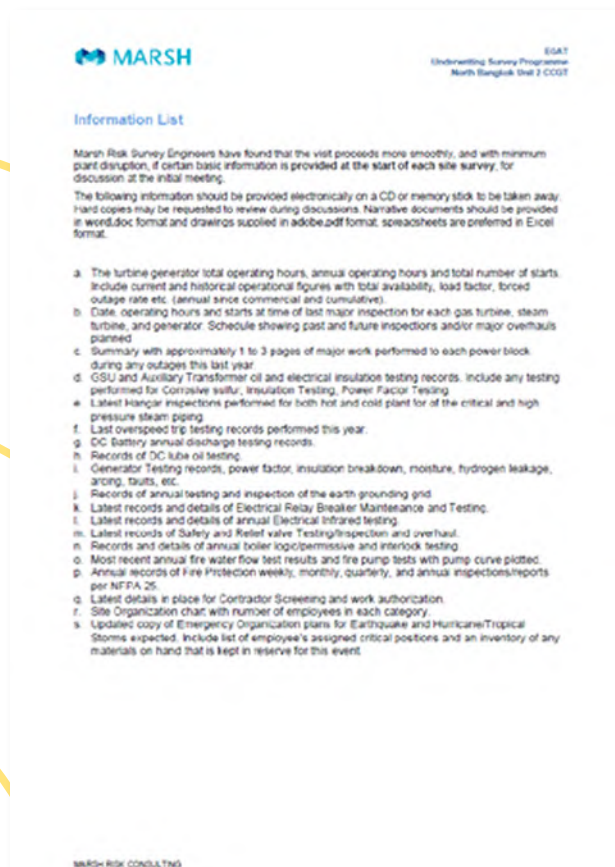 MARSH
EGAT
Underwriting Survey Programme
North Bangkok Unit 2 CCGT
Information List
Marsh Risk Survey Engineers have found that the visit proceeds more smoothly, and with minimum
plant disruption, if certain basic information is provided at the start of each site survey, for
discussion at the initial meeting.
The following information should be provided electronically on a CD or memory stick to be taken away.
Hard copies may be requested to review during discussions. Narrative documents should be provided
in word.doc format and drawings supplied in adobe.pdf format, spreadsheets are preferred in Excel
format.
a. The turbine generator total operating hours, annual operating hours and total number of starts.
Include current and historical operational figures with total availability, load factor, forced
outage rate etc. (annual since commercial and cumulative).
b. Date, operating hours and starts at time of last major inspection for each gas turbine, steam
turbine, and generator. Schedule showing past and future inspections and/or major overhauls
planned
c. Summary with approximately 1 to 3 pages of major work performed to each power block
during any outages this last year
d. GSU and Auxiliary Transformer oil and electrical insulation testing records. Include any testing
performed for Corrosive sulfur, Insulation Testing, Power Factor Testing
e. Latest Hangar inspections performed for both hot and cold plant for of the critical and high
pressure steam piping.
f. Last overspeed trip testing records performed this year.
g. DC Battery annual discharge testing records.
h. Records of DC lube oil testing.
i. Generator Testing records, power factor, insulation breakdown, moisture, hydrogen leakage,
arcing, faults, etc.
j. Records of annual testing and inspection of the earth grounding grid.
k. Latest records and details of Electrical Relay Breaker Maintenance and Testing.
l. Latest records and details of annual Electrical Infrared testing.
m. Latest records of Safety and Relief valve Testing/Inspection and overhaul.
n. Records and details of annual boiler logic/permissive and interlock testing
o. Most recent annual fire water flow test results and fire pump tests with pump curve plotted.
p. Annual records of Fire Protection weekly, monthly, quarterly, and annual inspections/reports
per NFPA 25.
q. Latest details in place for Contractor Screening and work authorization.
r. Site Organization chart with number of employees in each category.
s. Updated copy of Emergency Organization plans for Earthquake and Hurricane/Tropical
Storms expected. Include list of employee's assigned critical positions and an inventory of any
materials on hand that is kept in reserve for this event
MARSH RISK CONSULTING